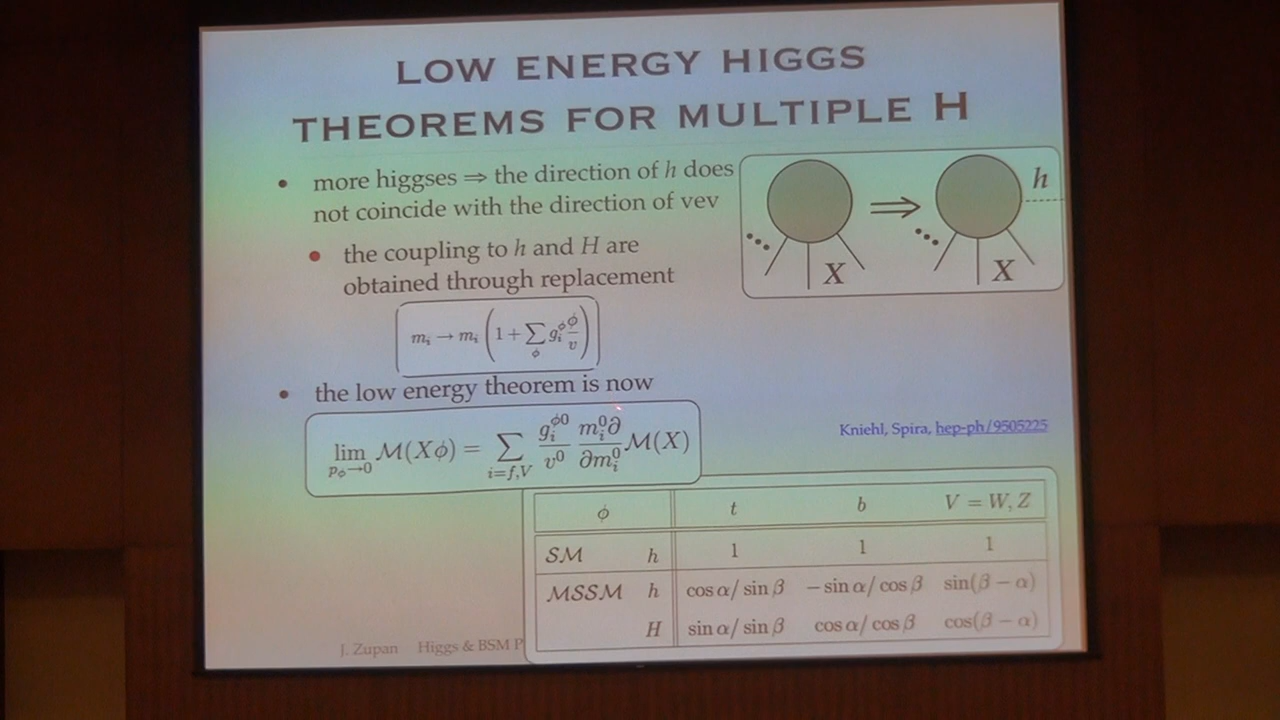 LOW ENERGY HIGGS
THEOREMS FOR MULTIPLE H
• more higgses ⇒ the direction of h does
not coincide with the direction of vev
• the coupling to h and H are
obtained through replacement
m_i → m_i (1 + ∑_ϕ g_i^ϕ ϕ/v)
• the low energy theorem is now
lim_{p_ϕ→0} M(Xϕ) = ∑_{i=f,V} g_i^{ϕ0}/v^0 m_i^0∂/∂m_i^0 M(X)
X ⇒ X h
Kniehl, Spira, hep-ph/9505225
ϕ t b V = W, Z
SM h 1 1 1
MSSM h cos α/ sin β − sin α/ cos β sin(β − α)
H sin α/ sin β cos α/ cos β cos(β − α)
J. Zupan Higgs & BSM P